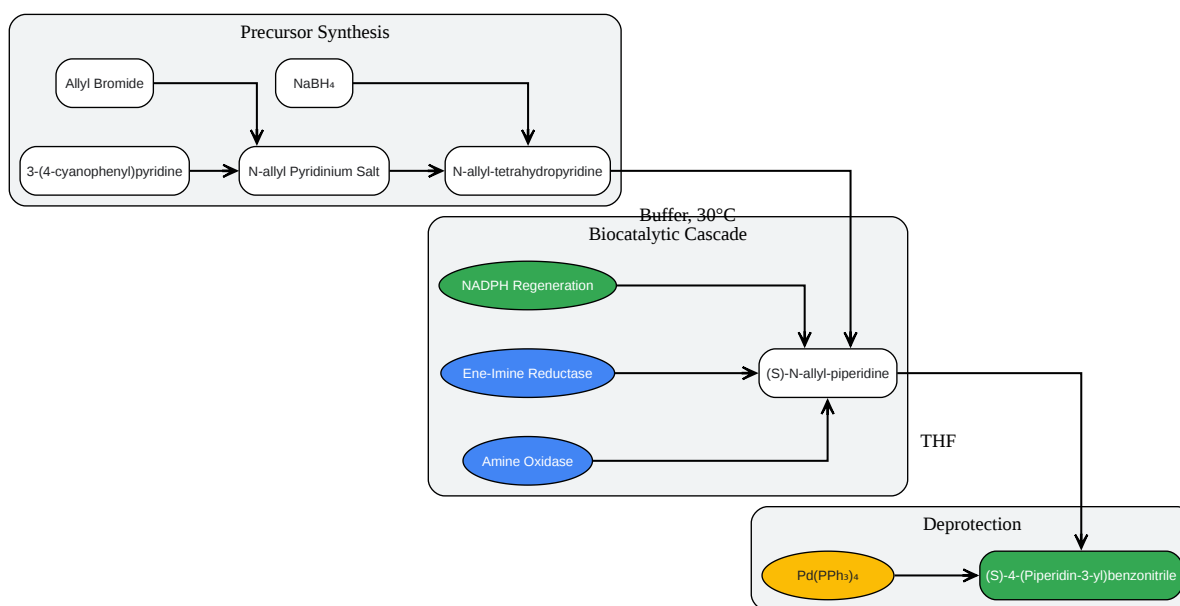 Precursor Synthesis
Allyl Bromide
NaBH₄
3-(4-cyanophenyl)pyridine
N-allyl Pyridinium Salt
N-allyl-tetrahydropyridine
Buffer, 30°C
Biocatalytic Cascade
NADPH Regeneration
Ene-Imine Reductase
(S)-N-allyl-piperidine
Amine Oxidase
THF
Deprotection
Pd(PPh₃)₄
(S)-4-(Piperidin-3-yl)benzonitrile